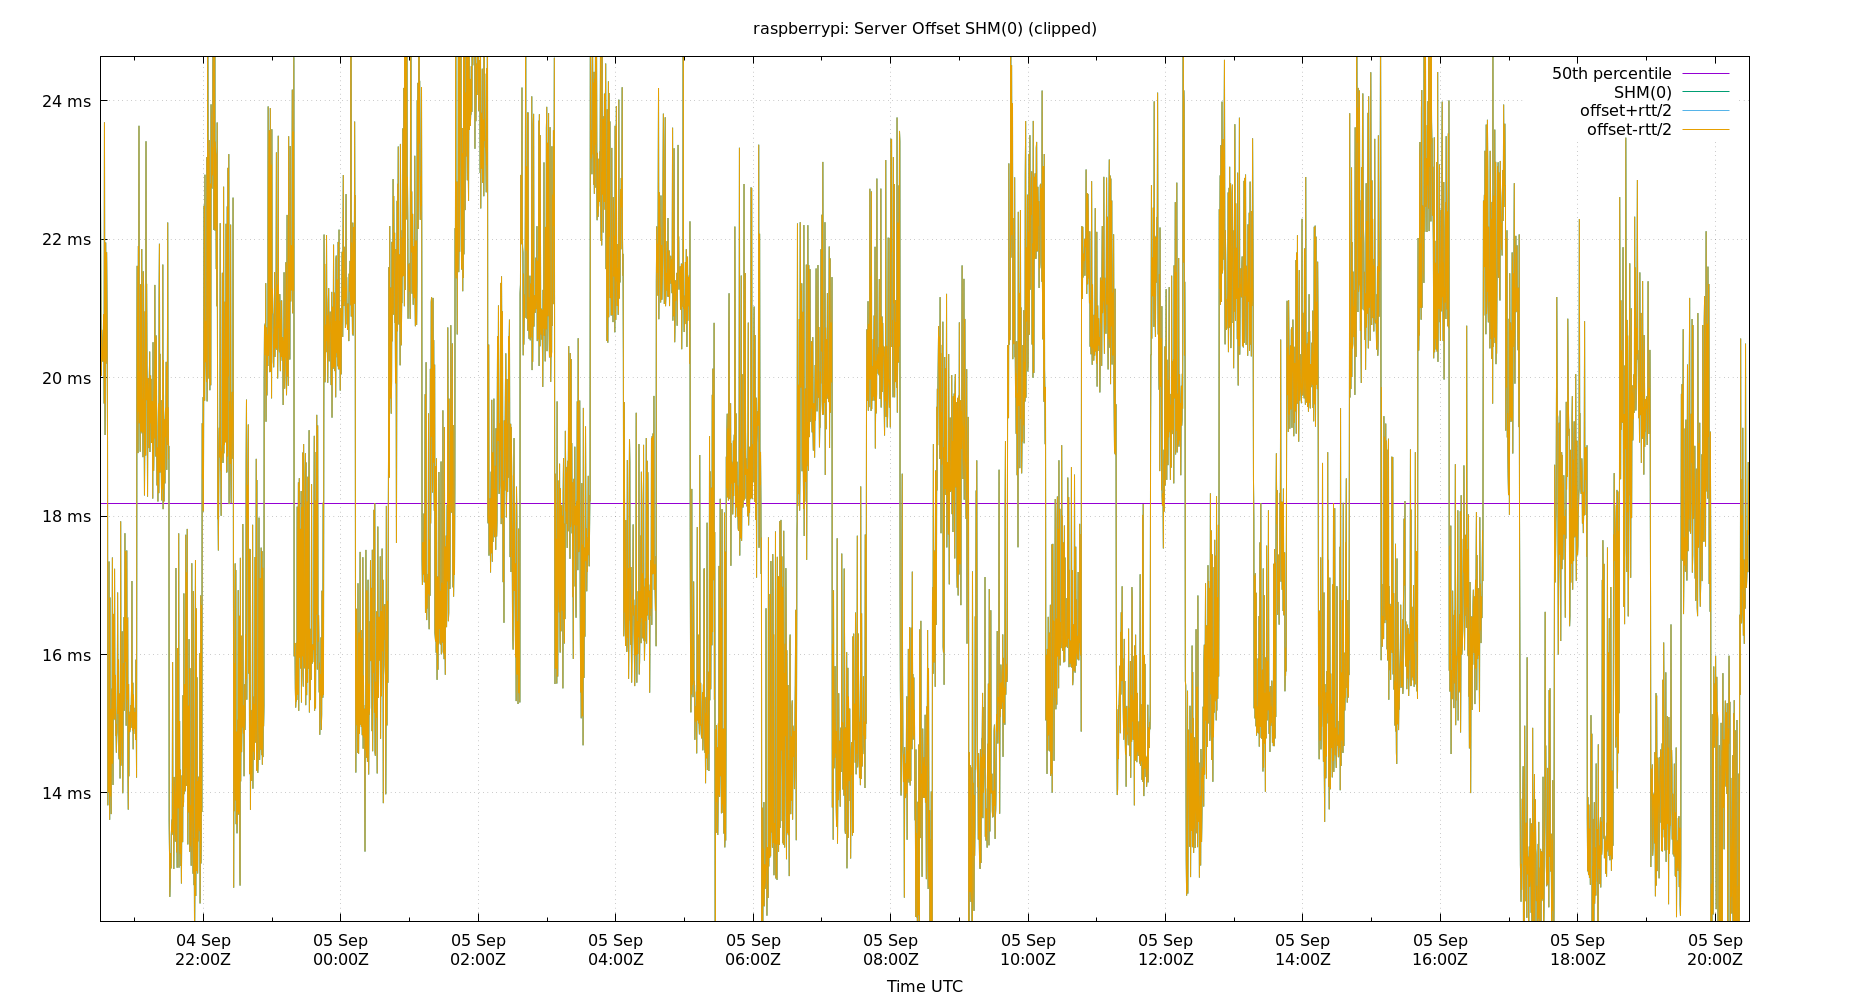 raspberrypi: Server Offset SHM(0) (clipped)
50th percentile
SHM(0)
offset+rtt/2
offset-rtt/2
24 ms
22 ms
20 ms
18 ms
16 ms
14 ms
04 Sep 05 Sep 05 Sep 05 Sep 05 Sep 05 Sep 05 Sep 05 Sep 05 Sep 05 Sep 05 Sep 05 Sep
22:00Z 00:00Z 02:00Z 04:00Z 06:00Z 08:00Z 10:00Z 12:00Z 14:00Z 16:00Z 18:00Z 20:00Z
Time UTC